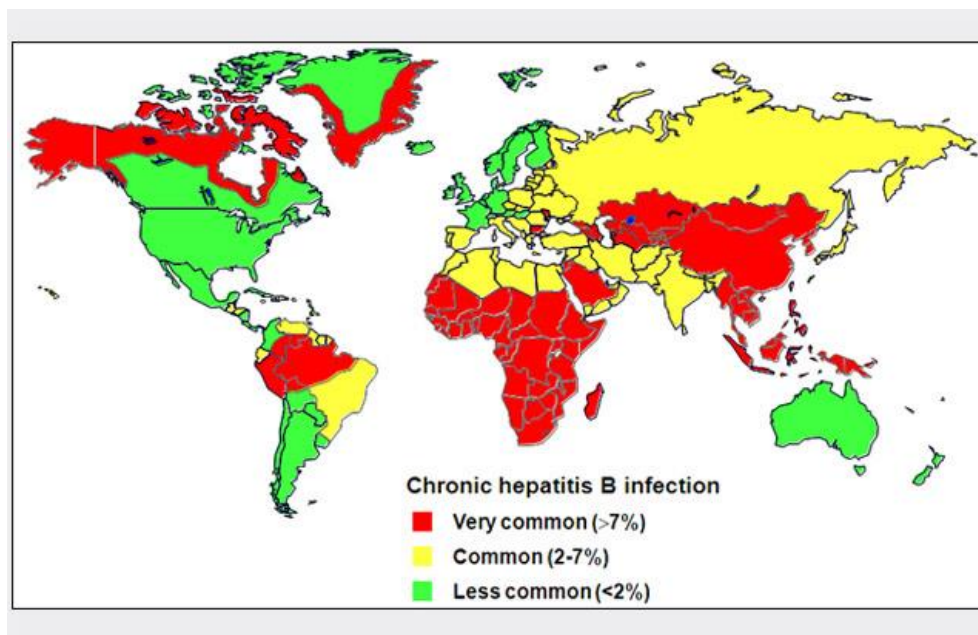 Chronic hepatitis B infection
Very common (>7%)
Common (2-7%)
Less common (<2%)